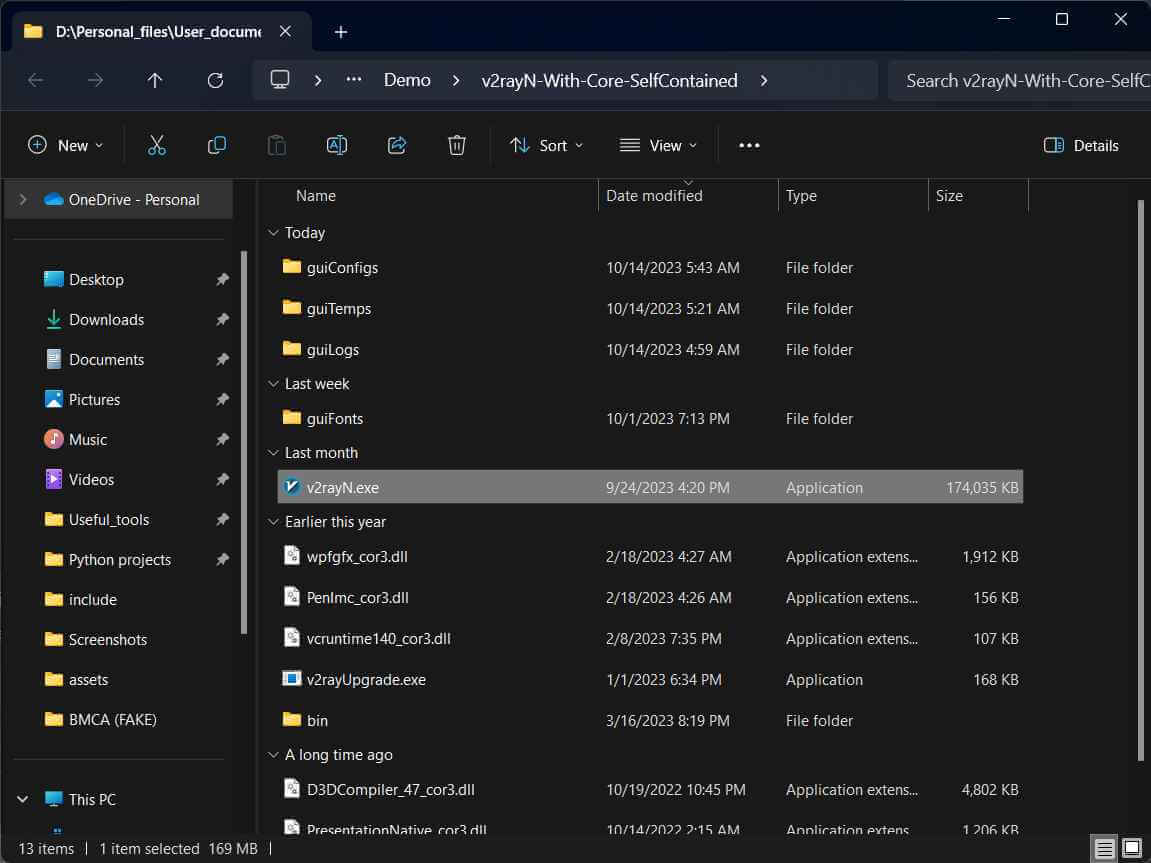 D:\Personal_files\User_docume
Demo v2rayN-With-Core-SelfContained Search v2rayN-With-Core-SelfC
New Sort View Details
OneDrive - Personal
Desktop
Downloads
Documents
Pictures
Music
Videos
Useful_tools
Python projects
include
Screenshots
assets
BMCA (FAKE)
This PC
Name Date modified Type Size
Today
guiConfigs 10/14/2023 5:43 AM File folder
guiTemps 10/14/2023 5:21 AM File folder
guiLogs 10/14/2023 4:59 AM File folder
Last week
guiFonts 10/1/2023 7:13 PM File folder
Last month
v2rayN.exe 9/24/2023 4:20 PM Application 174,035 KB
Earlier this year
wpfgfx_cor3.dll 2/18/2023 4:27 AM Application extens... 1,912 KB
PenImc_cor3.dll 2/18/2023 4:26 AM Application extens... 156 KB
vcruntime140_cor3.dll 2/8/2023 7:35 PM Application extens... 107 KB
v2rayUpgrade.exe 1/1/2023 6:34 PM Application 168 KB
bin 3/16/2023 8:19 PM File folder
A long time ago
D3DCompiler_47_cor3.dll 10/19/2022 10:45 PM Application extens... 4,802 KB
PresentationNative_cor3.dll 10/14/2022 2:15 AM Application extens... 1,206 KB
13 items 1 item selected 169 MB